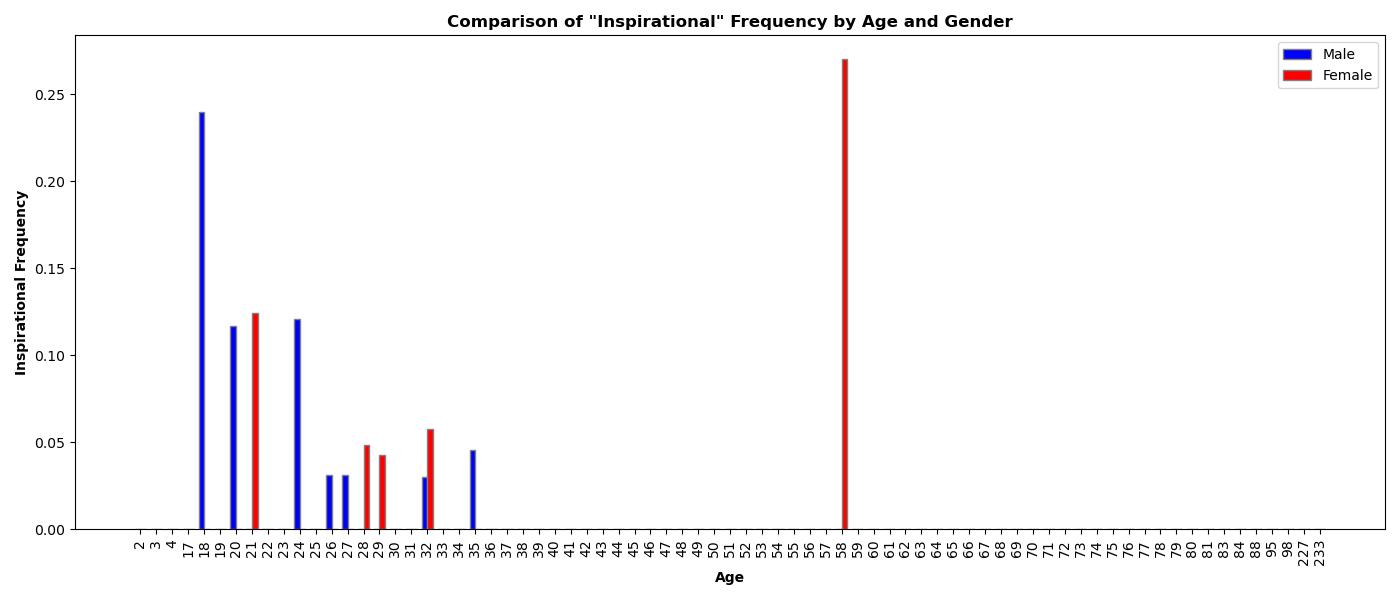 Comparison of "Inspirational" Frequency by Age and Gender
Male
Female
Inspirational Frequency
0.25
0.20
0.15
0.10
0.05
0.00
2 3 4 17 18 19 20 21 22 23 24 25 26 27 28 29 30 31 32 33 34 35 36 37 38 39 40 41 42 43 44 45 46 47 48 49 50 51 52 53 54 55 56 57 58 59 60 61 62 63 64 65 66 67 68 69 70 71 72 73 74 75 76 77 78 79 80 81 83 84 88 95 98 227 233
Age